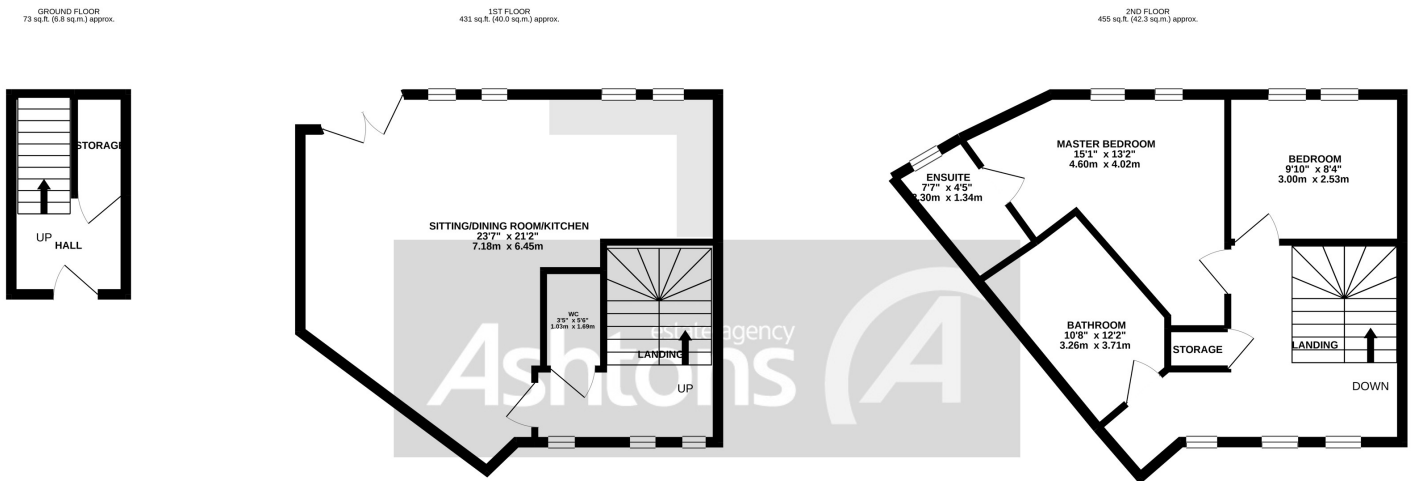 GROUND FLOOR
73 sq.ft. (6.8 sq.m.) approx.
STORAGE
UP
HALL
1ST FLOOR
431 sq.ft. (40.0 sq.m.) approx.
SITTING/DINING ROOM/KITCHEN
23'7" x 21'2"
7.18m x 6.45m
WC
3'5" x 5'6"
1.03m x 1.69m
LANDING
UP
estate agency
Ashtons
A
2ND FLOOR
455 sq.ft. (42.3 sq.m.) approx.
MASTER BEDROOM
15'1" x 13'2"
4.60m x 4.02m
BEDROOM
9'10" x 8'4"
3.00m x 2.53m
ENSUITE
7'7" x 4'5"
2.30m x 1.34m
BATHROOM
10'8" x 12'2"
3.26m x 3.71m
STORAGE
LANDING
DOWN